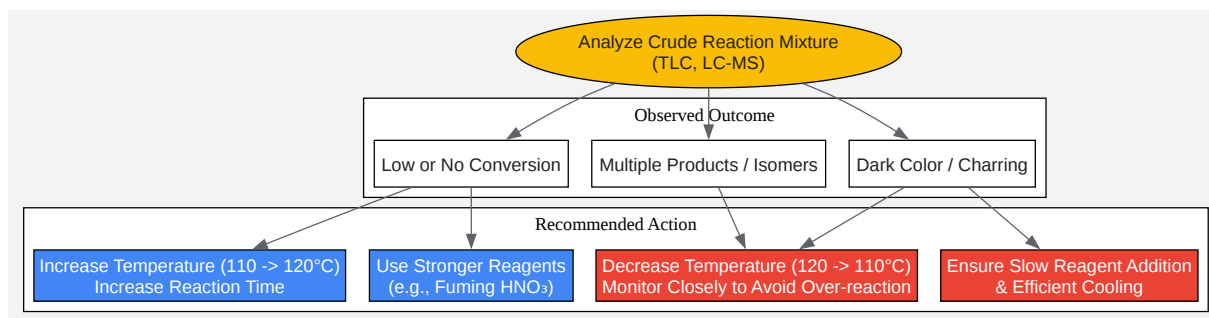 Analyze Crude Reaction Mixture
(TLC, LC-MS)
Observed Outcome
Low or No Conversion
Multiple Products / Isomers
Dark Color / Charring
Recommended Action
Increase Temperature (110 -> 120°C)
Increase Reaction Time
Use Stronger Reagents
(e.g., Fuming HNO₃)
Decrease Temperature (120 -> 110°C)
Monitor Closely to Avoid Over-reaction
Ensure Slow Reagent Addition
& Efficient Cooling